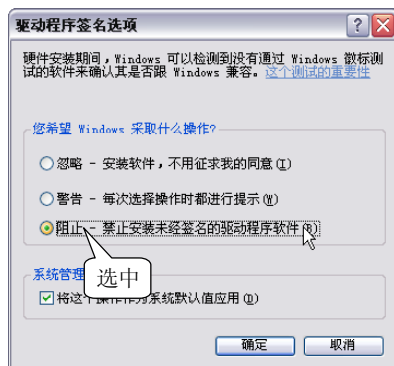 驱动程序签名选项
硬件安装期间，Windows 可以检测到没有通过 Windows 徽标测
试的软件来确认其是否跟 Windows 兼容。这个测试的重要性
您希望 Windows 采取什么操作?
忽略 - 安装软件，不用征求我的同意(I)
警告 - 每次选择操作时都进行提示(W)
阻止 - 禁止安装未经签名的驱动程序软件
系统管理
选中
将这个操作作为系统默认值应用(D)
确定
取消